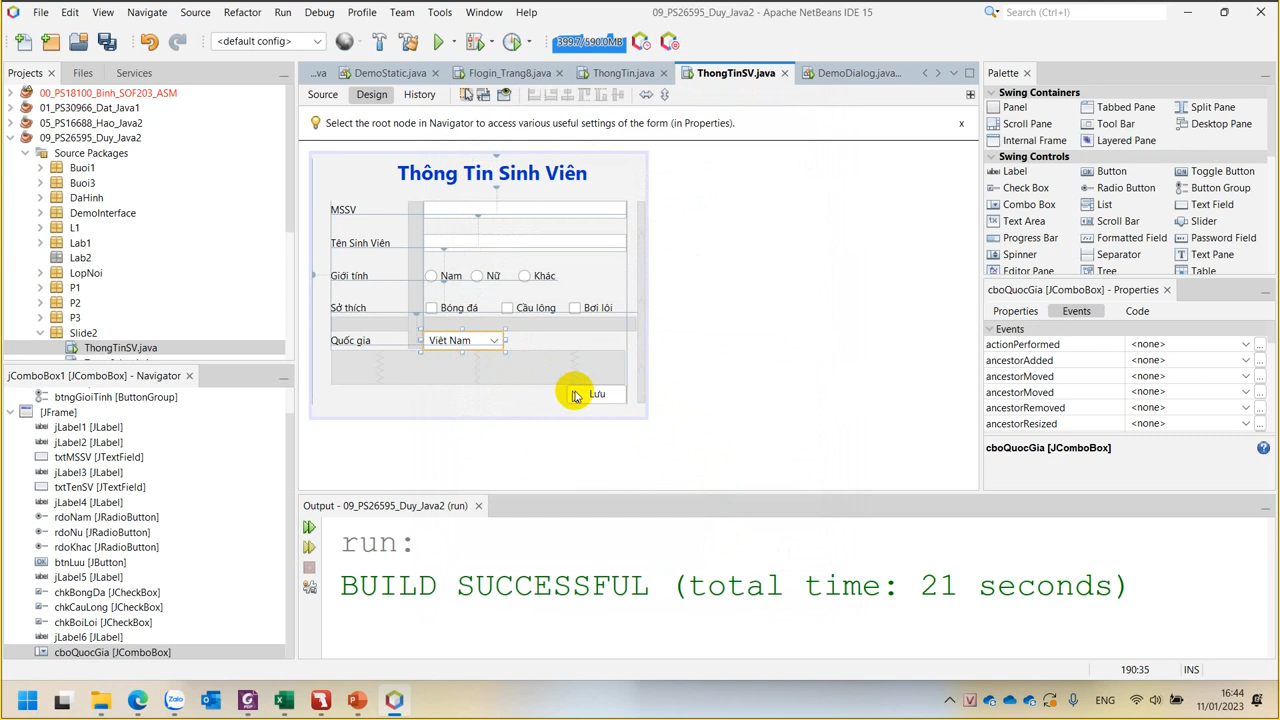 File Edit View Navigate Source Refactor Run Debug Profile Team Tools Window Help
09_PS26595_Duy_Java2 - Apache NetBeans IDE 15
Search (Ctrl+I)
<default config>
399.7/590.0MB
Projects Files Services
00_PS18100_Binh_SOF203_ASM
01_PS30966_Dat_Java1
05_PS16688_Hao_Java2
09_PS26595_Duy_Java2
Source Packages
Buoi1
Buoi3
DaHinh
DemoInterface
L1
Lab1
Lab2
LopNoi
P1
P2
P3
Slide2
ThongTinSV.java
jComboBox1 [JComboBox] - Navigator
btngGioiTinh [ButtonGroup]
[JFrame]
jLabel1 [JLabel]
jLabel2 [JLabel]
txtMSSV [JTextField]
jLabel3 [JLabel]
txtTenSV [JTextField]
jLabel4 [JLabel]
rdoNam [JRadioButton]
rdoNu [JRadioButton]
rdoKhac [JRadioButton]
btnLuu [JButton]
jLabel5 [JLabel]
chkBongDa [JCheckBox]
chkCauLong [JCheckBox]
chkBoiLoi [JCheckBox]
jLabel6 [JLabel]
cboQuocGia [JComboBox]
...va DemoStatic.java Flogin_Trang8.java ThongTin.java ThongTinSV.java DemoDialog.java...
Source Design History
Select the root node in Navigator to access various useful settings of the form (in Properties). x
Thông Tin Sinh Viên
MSSV
Tên Sinh Viên
Giới tính Nam Nữ Khác
Sở thích Bóng đá Cầu lông Bơi lôi
Quốc gia Việt Nam
Lưu
Output - 09_PS26595_Duy_Java2 (run)
run:
BUILD SUCCESSFUL (total time: 21 seconds)
Palette
Swing Containers
Panel Tabbed Pane Split Pane
Scroll Pane Tool Bar Desktop Pane
Internal Frame Layered Pane
Swing Controls
Label Button Toggle Button
Check Box Radio Button Button Group
Combo Box List Text Field
Text Area Scroll Bar Slider
Progress Bar Formatted Field Password Field
Spinner Separator Text Pane
Editor Pane Tree Table
cboQuocGia [JComboBox] - Properties
Properties Events Code
Events
actionPerformed <none> ...
ancestorAdded <none> ...
ancestorMoved <none> ...
ancestorMoved <none> ...
ancestorRemoved <none> ...
ancestorResized <none> ...
cboQuocGia [JComboBox]
190:35 INS
Zalo
ENG
16:44
11/01/2023